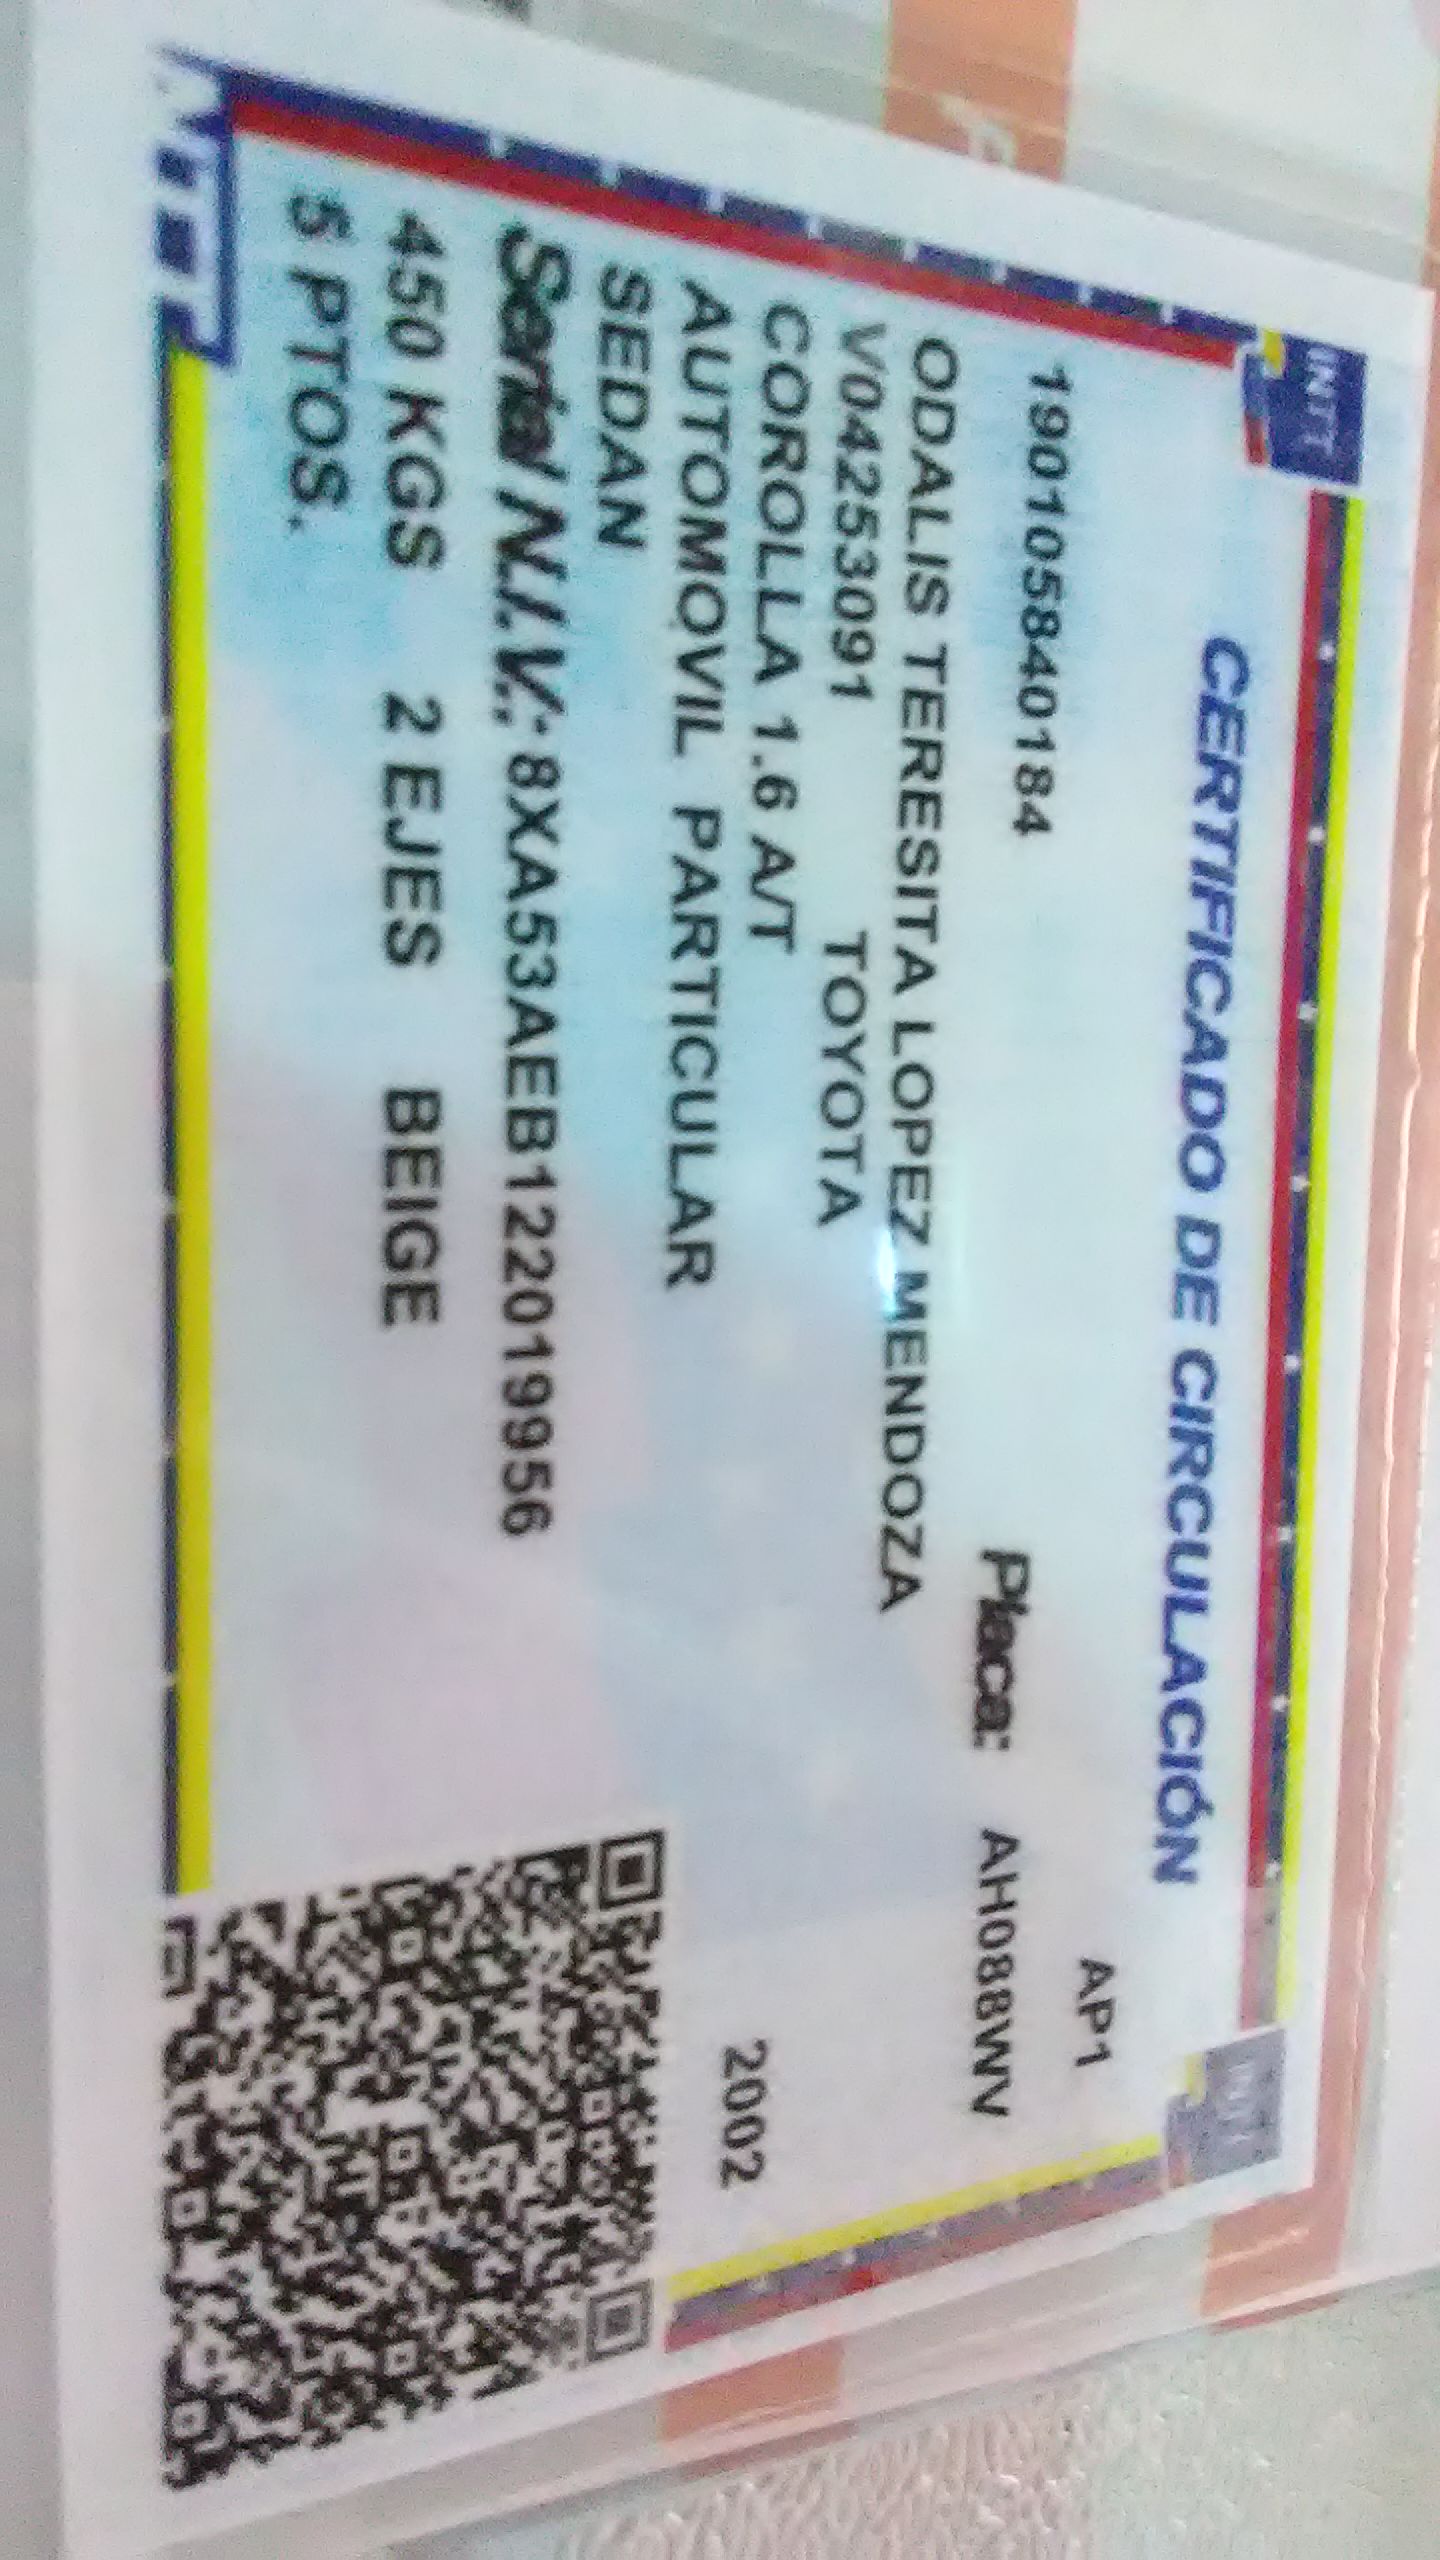 INTT
INTT
CERTIFICADO DE CIRCULACIÓN
AP1
190105840184
Placa: AH088WV
ODALIS TERESITA LOPEZ MENDOZA
V04253091 TOYOTA
COROLLA 1.6 A/T 2002
AUTOMOVIL PARTICULAR
SEDAN
Serial N.I.V.: 8XA53AEB122019956
450 KGS 2 EJES BEIGE
5 PTOS.